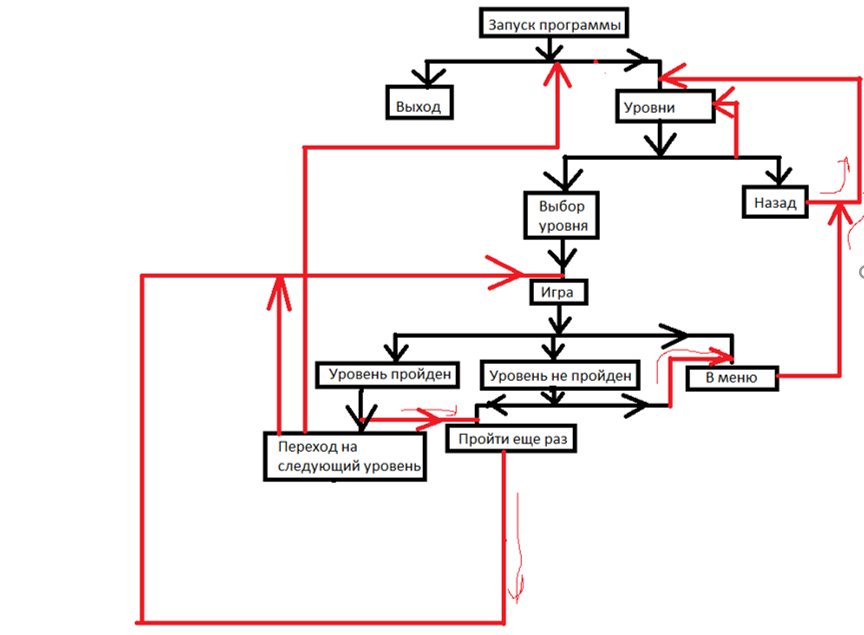 Запуск программы
Выход
Уровни
Выбор
уровня
Назад
Игра
Уровень пройден
Уровень не пройден
В меню
Переход на
следующий уровень
Пройти еще раз